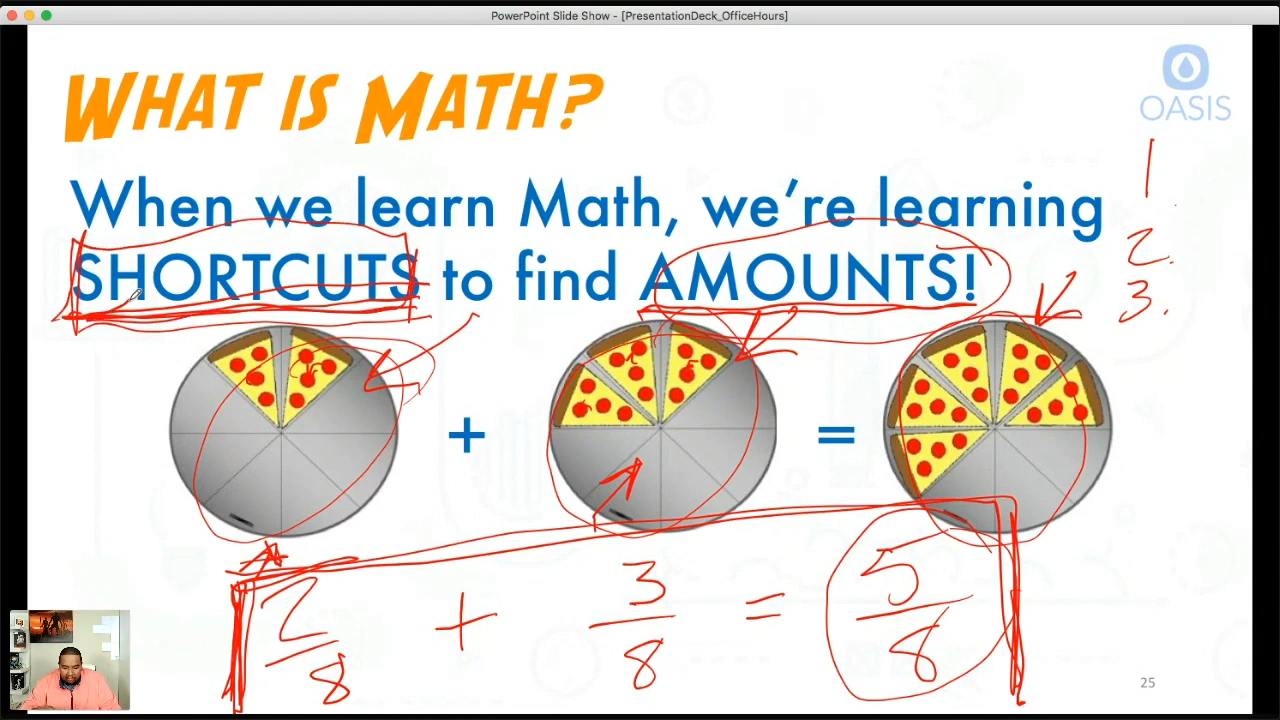 PowerPoint Slide Show - [PresentationDeck_OfficeHours]
WHAT IS MATH?
OASIS
When we learn Math, we're learning
SHORTCUTS to find AMOUNTS!
1
2.
3.
+ =
2/8 + 3/8 = 5/8
25